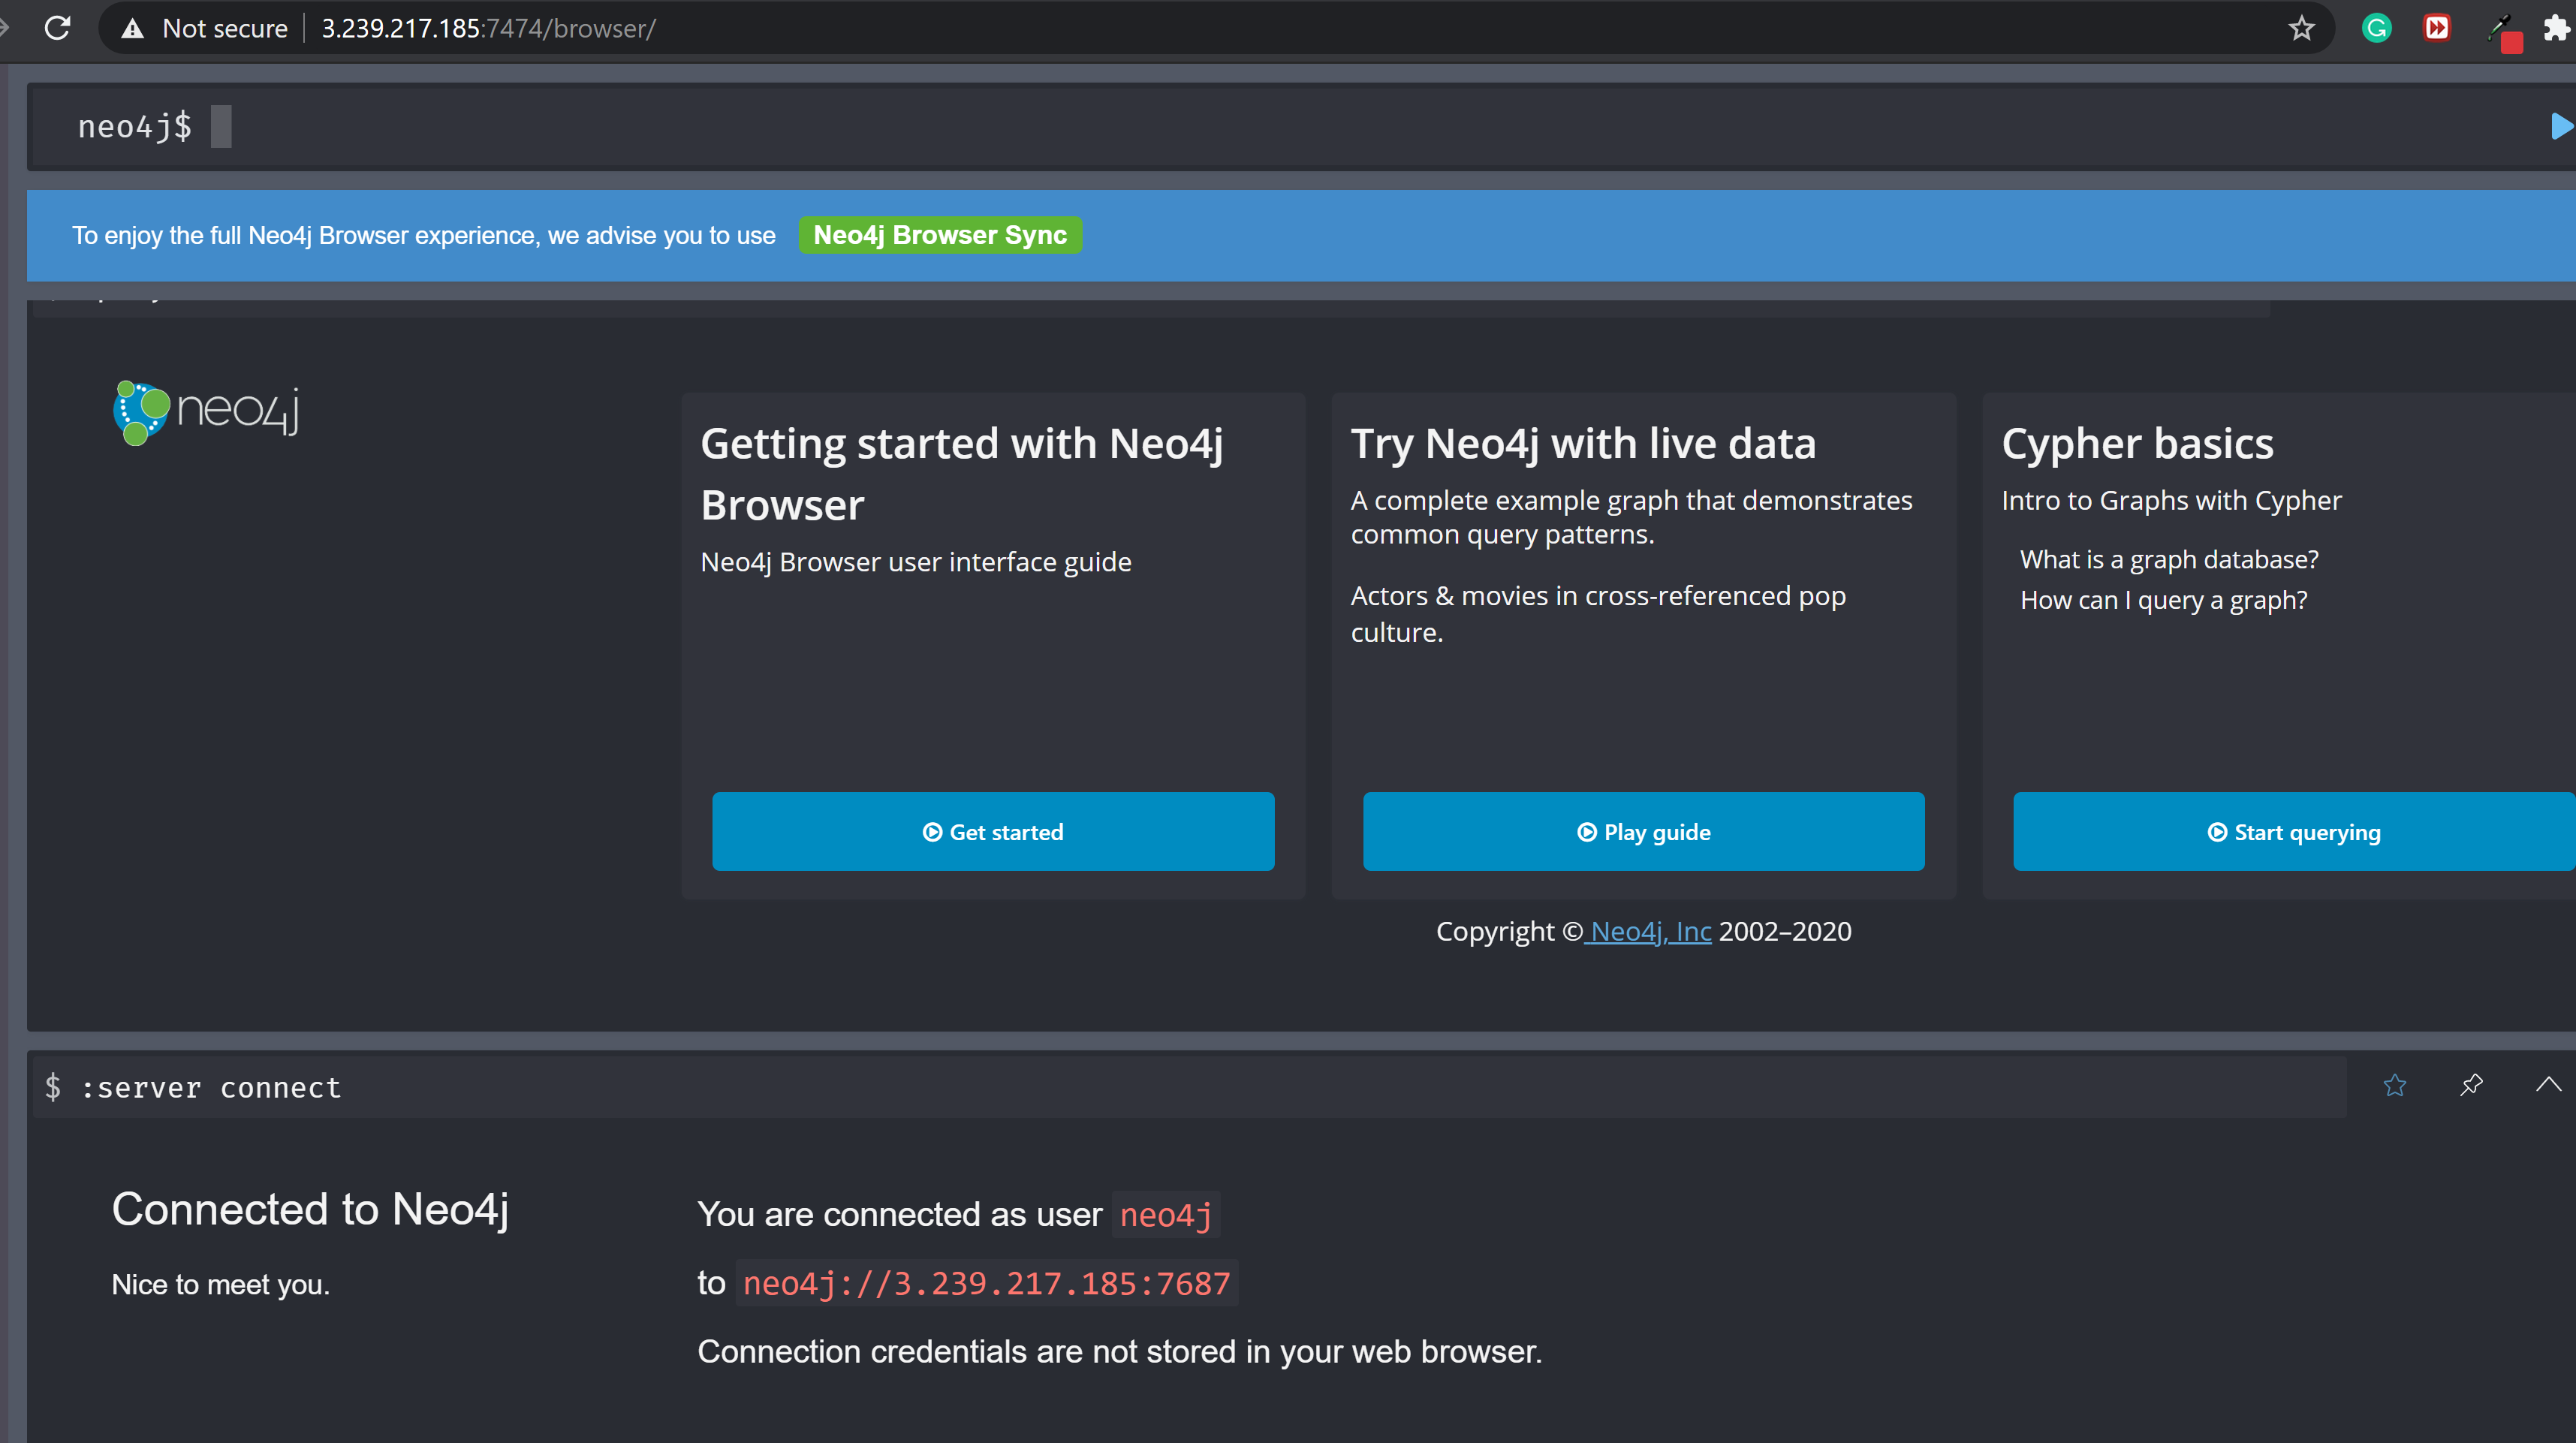 Not secure 3.239.217.185:7474/browser/
neo4j$
To enjoy the full Neo4j Browser experience, we advise you to use Neo4j Browser Sync
neo4j
Getting started with Neo4j
Browser
Neo4j Browser user interface guide
Get started
Try Neo4j with live data
A complete example graph that demonstrates
common query patterns.
Actors & movies in cross-referenced pop
culture.
Play guide
Cypher basics
Intro to Graphs with Cypher
What is a graph database?
How can I query a graph?
Start querying
Copyright © Neo4j, Inc 2002–2020
$ :server connect
Connected to Neo4j
Nice to meet you.
You are connected as user neo4j
to neo4j://3.239.217.185:7687
Connection credentials are not stored in your web browser.